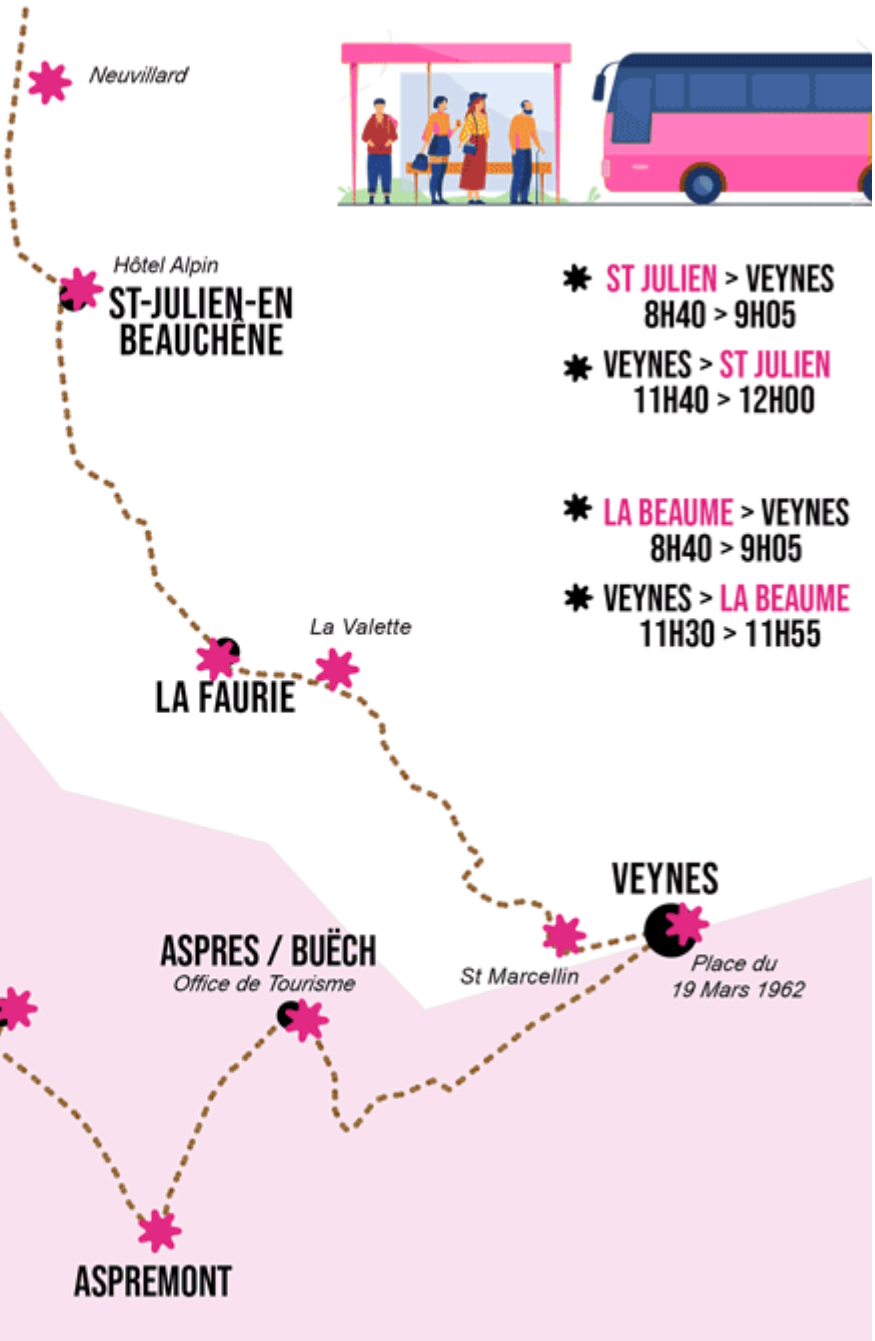 Neuvillard
Hôtel Alpin
ST-JULIEN-EN
BEAUCHÊNE
ST JULIEN > VEYNES
8H40 > 9H05
VEYNES > ST JULIEN
11H40 > 12H00
LA BEAUME > VEYNES
8H40 > 9H05
VEYNES > LA BEAUME
11H30 > 11H55
La Valette
LA FAURIE
VEYNES
Place du
19 Mars 1962
St Marcellin
ASPRES / BUËCH
Office de Tourisme
ASPREMONT